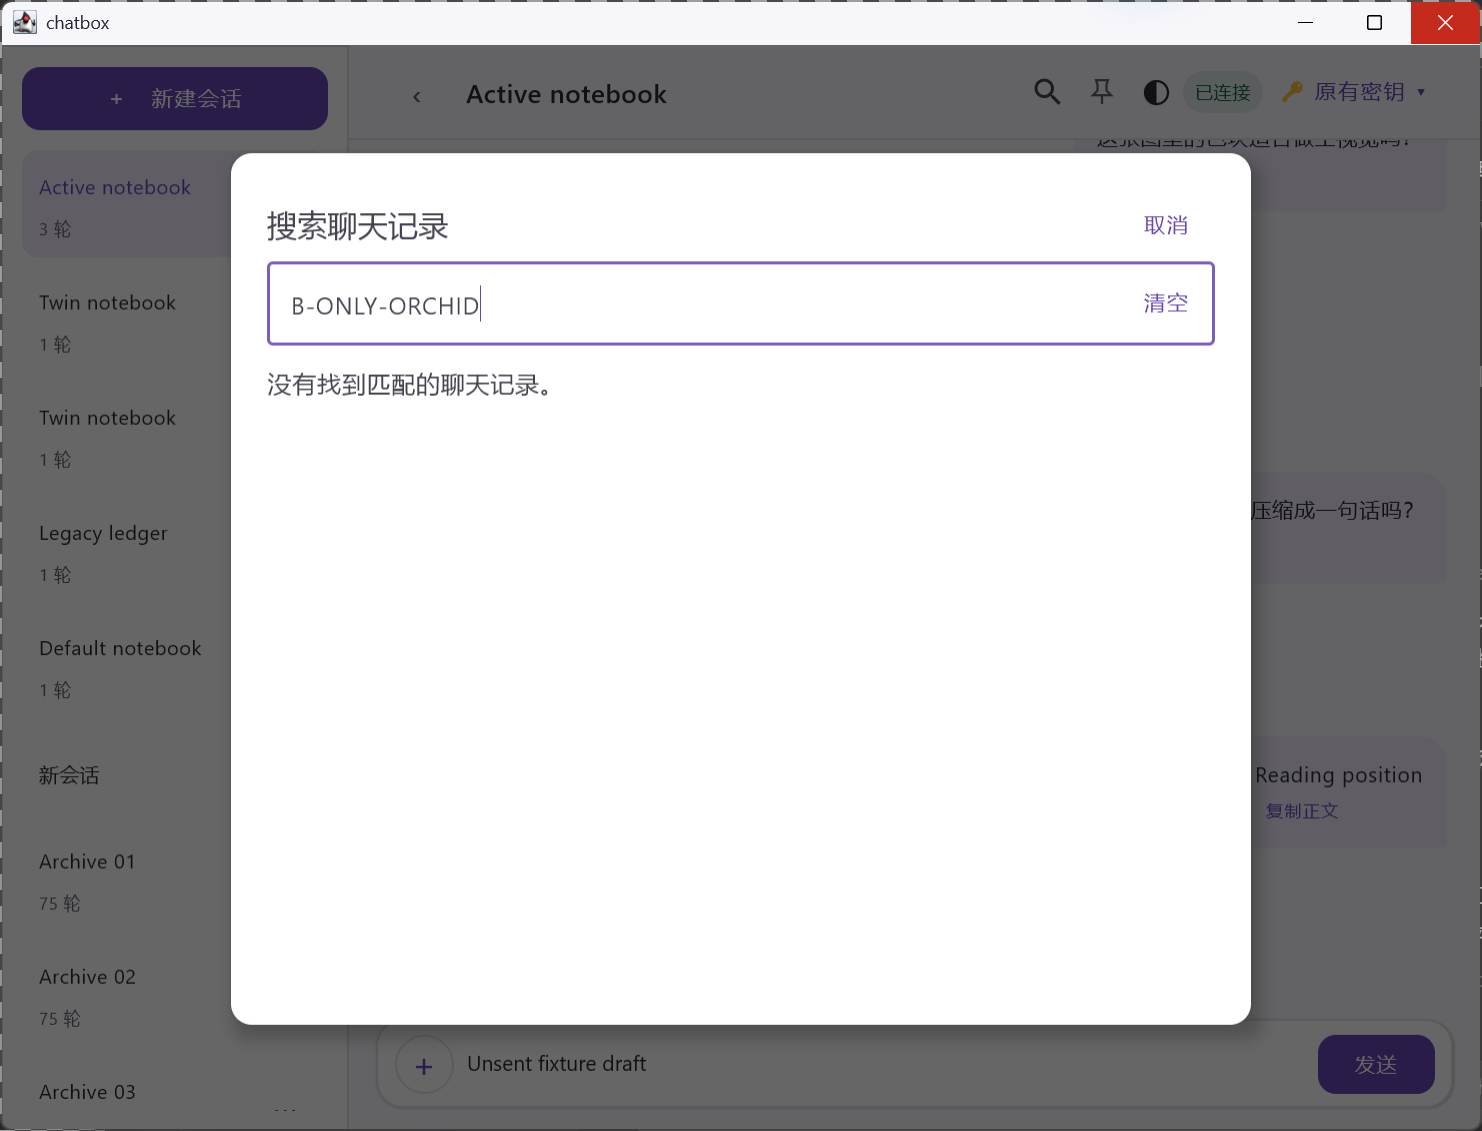 chatbox
+ 新建会话
Active notebook
已连接
原有密钥
Active notebook
3 轮
Twin notebook
1 轮
Twin notebook
1 轮
Legacy ledger
1 轮
Default notebook
1 轮
新会话
Archive 01
75 轮
Archive 02
75 轮
Archive 03
...
搜索聊天记录
取消
B-ONLY-ORCHID
清空
没有找到匹配的聊天记录。
压缩成一句话吗?
Reading position
复制正文
+ Unsent fixture draft
发送